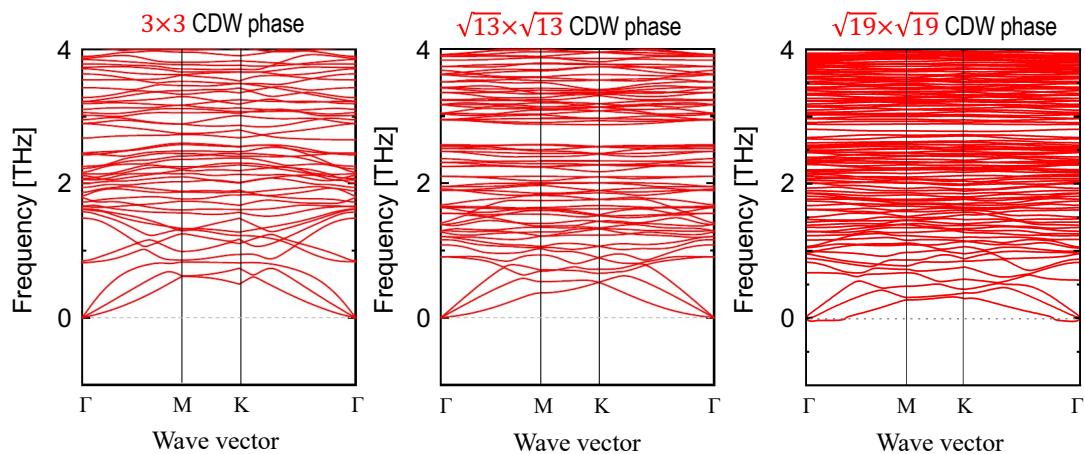 3×3 CDW phase
√13×√13 CDW phase
√19×√19 CDW phase
Frequency [THz]
4
2
0
Γ
M
K
Γ
Wave vector
Frequency [THz]
4
2
0
Γ
M
K
Γ
Wave vector
Frequency [THz]
4
2
0
Γ
M
K
Γ
Wave vector